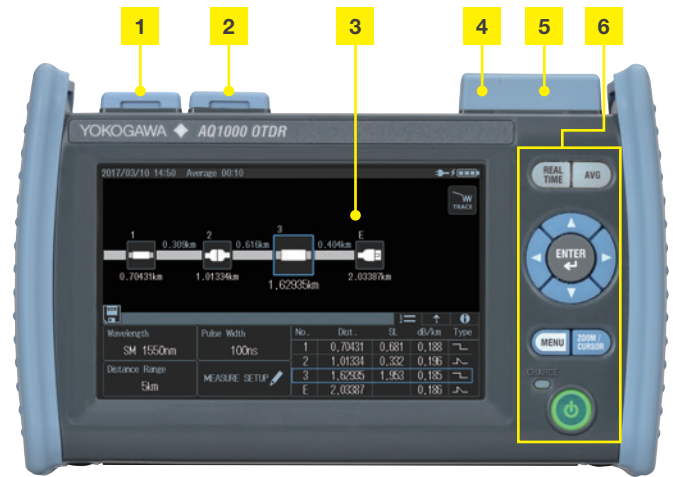 1 2 3 4 5 6
YOKOGAWA ◆ AQ1000 OTDR
2017/03/10 14:50 Average 00:10
TRACE
1 2 3 E
0.309km 0.616km 0.404km
0.70431km 1.01334km 1.62935km 2.03387km
Wavelength
SM 1550nm
Pulse Width
100ns
Distance Range
5km
MEASURE SETUP
No. Dist. SL dB/km Type
1 0.70431 0.681 0.188
2 1.01334 0.332 0.196
3 1.62935 1.953 0.185
E 2.03387 0.186
REAL
TIME
AVG
ENTER
MENU
ZOOM /
CURSOR
CHARGE